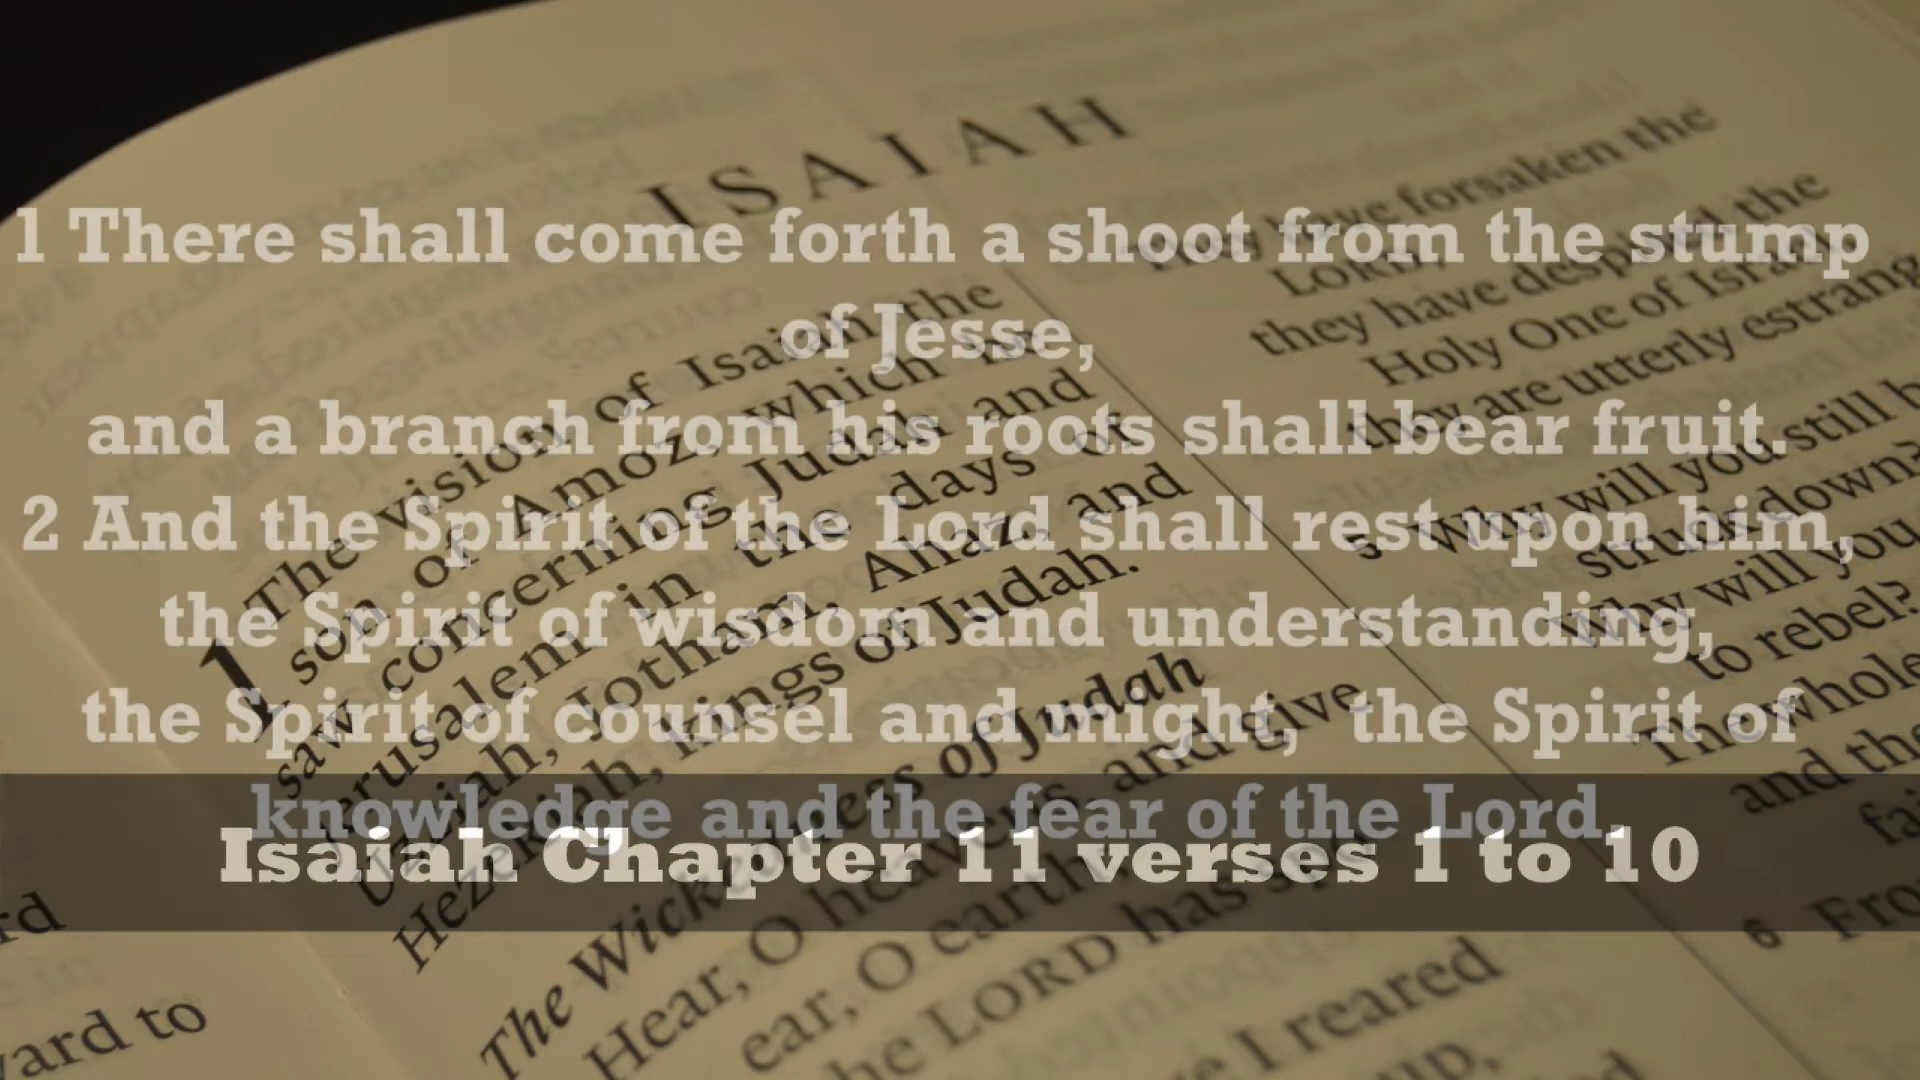 1 There shall come forth a shoot from the stump
of Jesse,
and a branch from his roots shall bear fruit.
2 And the Spirit of the Lord shall rest upon him,
the Spirit of wisdom and understanding,
the Spirit of counsel and might, the Spirit of
knowledge and the fear of the Lord.
Isaiah Chapter 11 verses 1 to 10
ISAIAH
1 The vision of Isaiah the
son of Amoz, which he
saw concerning Judah and
Jerusalem in the days of
Uzziah, Jotham, Ahaz, and
Hezekiah, kings of Judah.
The Wickedness of Judah
Hear, O heavens, and give
ear, O earth;
the LORD has
I reared
up,
They have forsaken the
LORD,
they have despised the
Holy One of Israel,
they are utterly
5 Why will you still
struck down?
Why will you
to rebel?
The whole
and the
6
to